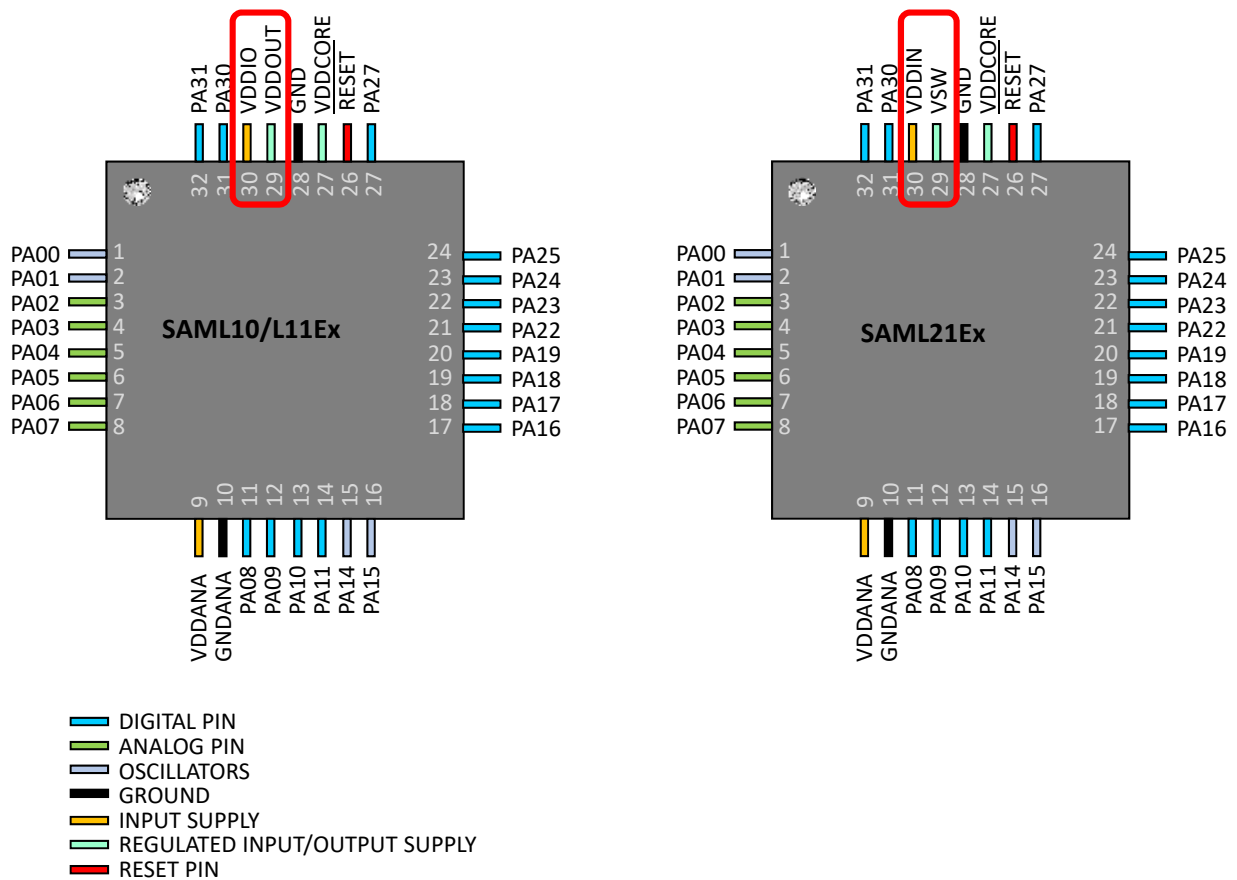 PA31 PA30 VDDIO VDDOUT GND VDDCORE RESET PA27
32 31 30 29 28 27 26 27
PA00 1 24 PA25
PA01 2 23 PA24
PA02 3 22 PA23
PA03 4 21 PA22
SAML10/L11Ex
PA04 5 20 PA19
PA05 6 19 PA18
PA06 7 18 PA17
PA07 8 17 PA16
9 10 11 12 13 14 15 16
VDDANA GNDANA PA08 PA09 PA10 PA11 PA14 PA15
PA31 PA30 VDDIN VSW GND VDDCORE RESET PA27
32 31 30 29 28 27 26 27
PA00 1 24 PA25
PA01 2 23 PA24
PA02 3 22 PA23
PA03 4 21 PA22
SAML21Ex
PA04 5 20 PA19
PA05 6 19 PA18
PA06 7 18 PA17
PA07 8 17 PA16
9 10 11 12 13 14 15 16
VDDANA GNDANA PA08 PA09 PA10 PA11 PA14 PA15
DIGITAL PIN
ANALOG PIN
OSCILLATORS
GROUND
INPUT SUPPLY
REGULATED INPUT/OUTPUT SUPPLY
RESET PIN